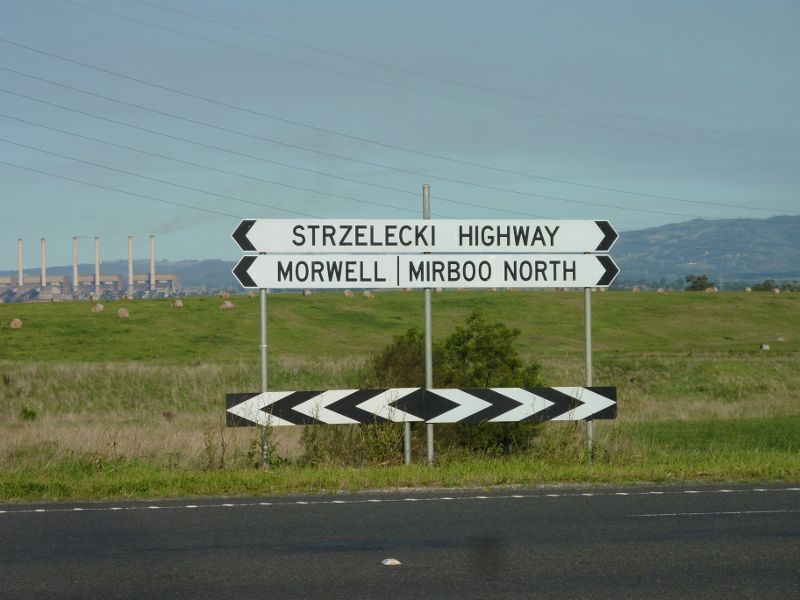 STRZELECKI HIGHWAY
MORWELL | MIRBOO NORTH